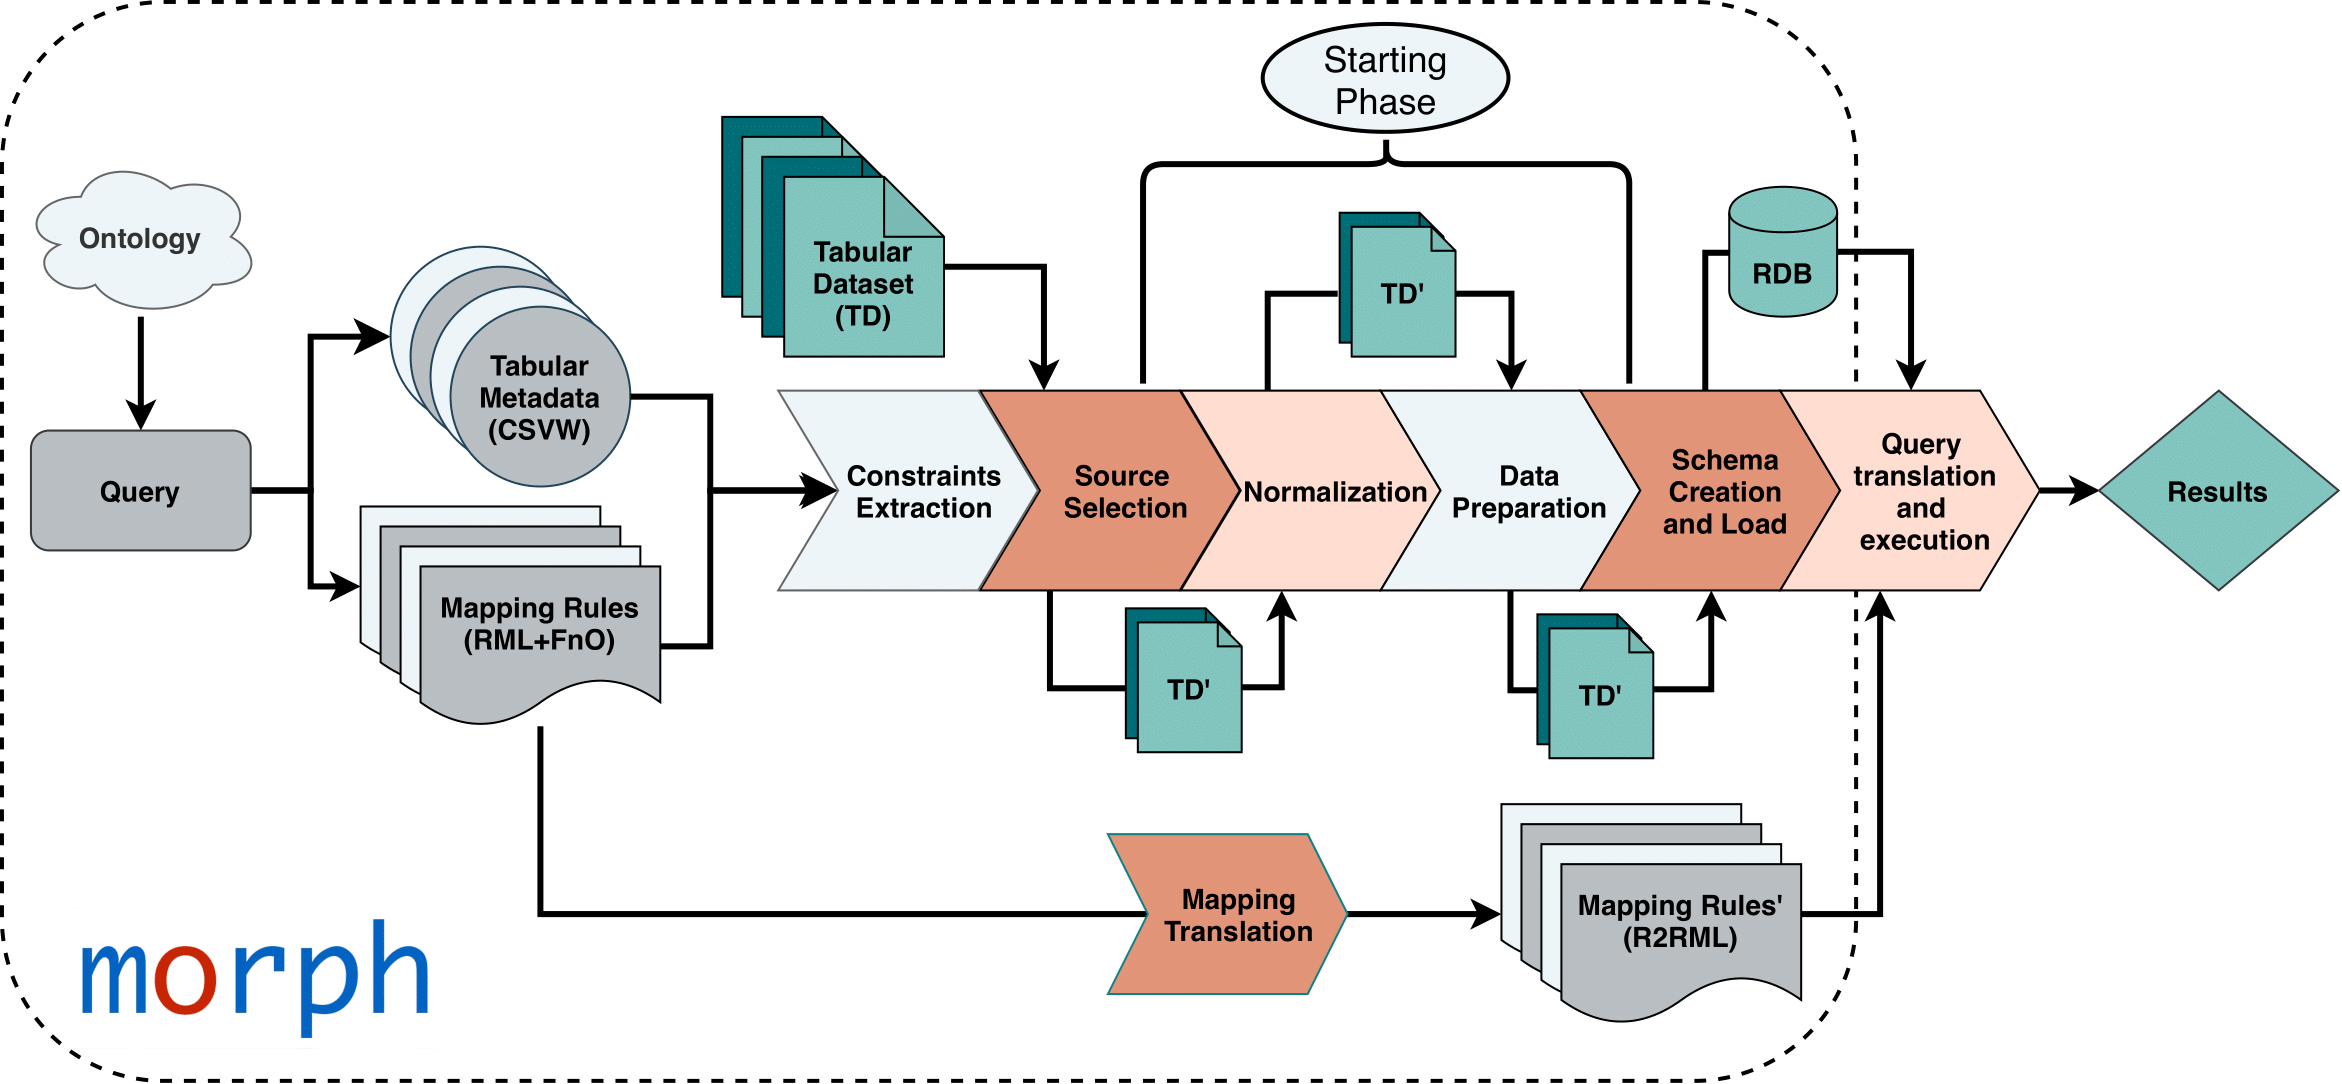 Starting
Phase
Ontology
Tabular
Dataset
(TD)
TD'
RDB
Tabular
Metadata
(CSVW)
Query
Constraints
Extraction
Source
Selection
Normalization
Data
Preparation
Schema
Creation
and Load
Query
translation
and
execution
Results
Mapping Rules
(RML+FnO)
TD'
TD'
Mapping
Translation
Mapping Rules'
(R2RML)
morph